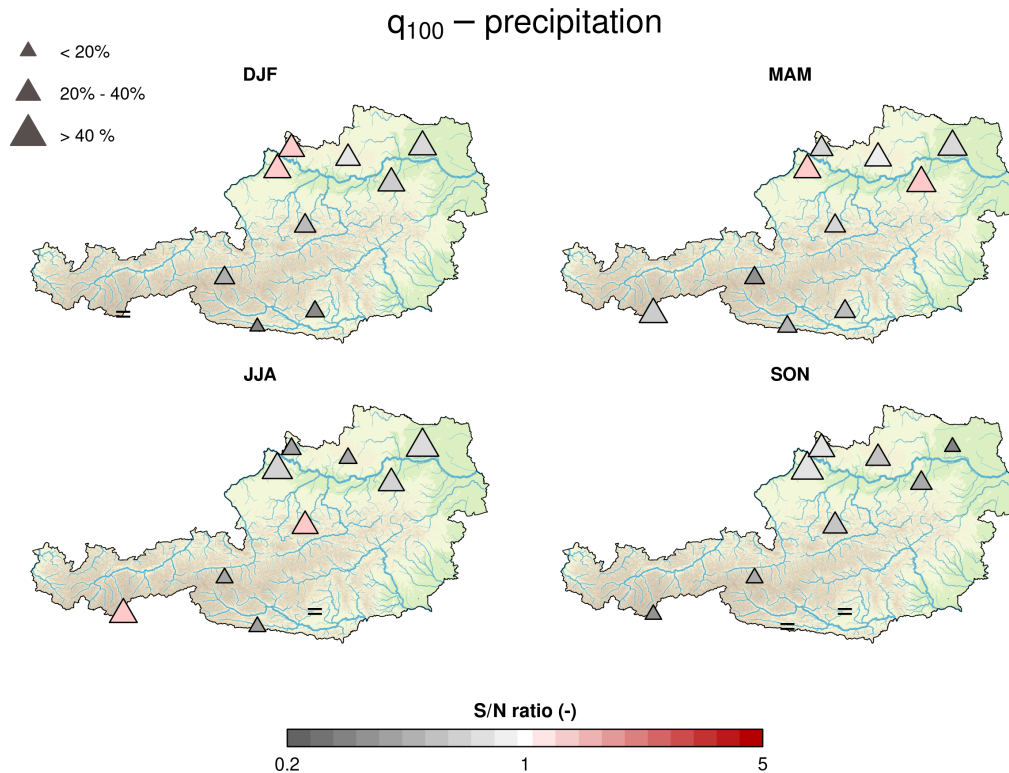 q₁₀₀ – precipitation
< 20%
20% - 40%
> 40 %
DJF
MAM
=
JJA
SON
=
=
=
S/N ratio (-)
0.2
1
5